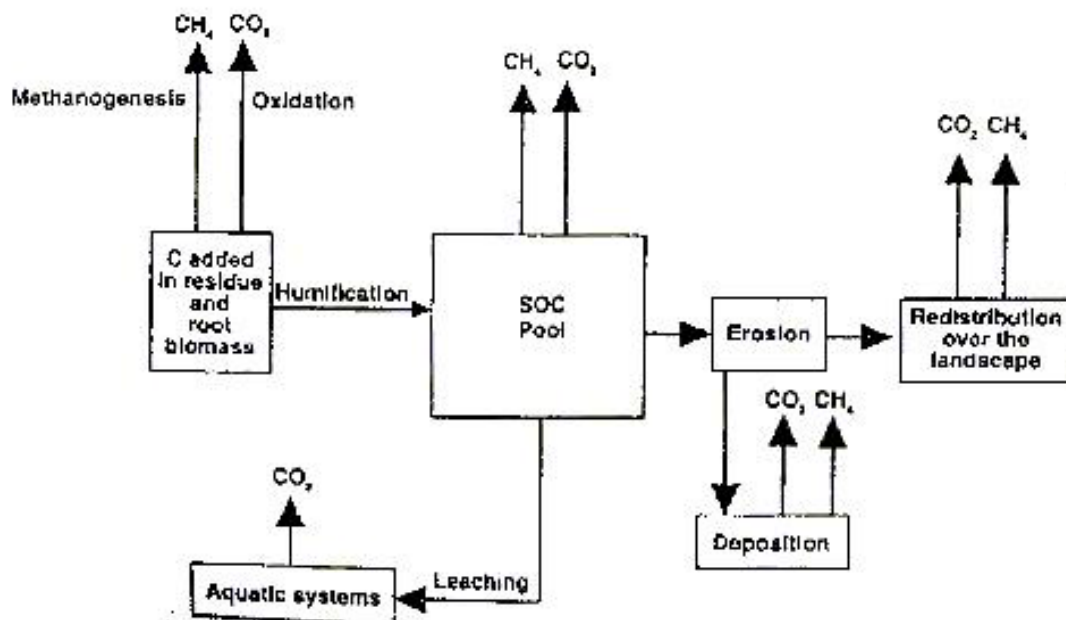 CH₄ CO₂
Methanogenesis Oxidation
CH₄ CO₂
CO₂ CH₄
C added
in residue
and
root
biomass
Humification
SOC
Pool
Erosion
Redistribution
over the
landscape
CO₂ CH₄
CO₂
Deposition
Leaching
Aquatic systems